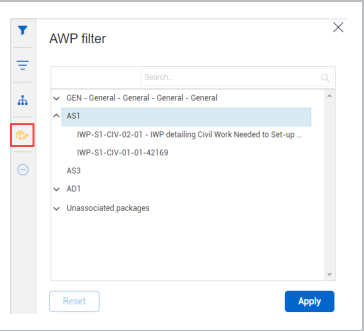 AWP filter
Search...
GEN - General - General - General - General
AS1
IWP-S1-CIV-02-01 - IWP detailing Civil Work Needed to Set-up ..
IWP-S1-CIV-01-01-42169
AS3
AD1
Unassociated packages
Reset
Apply